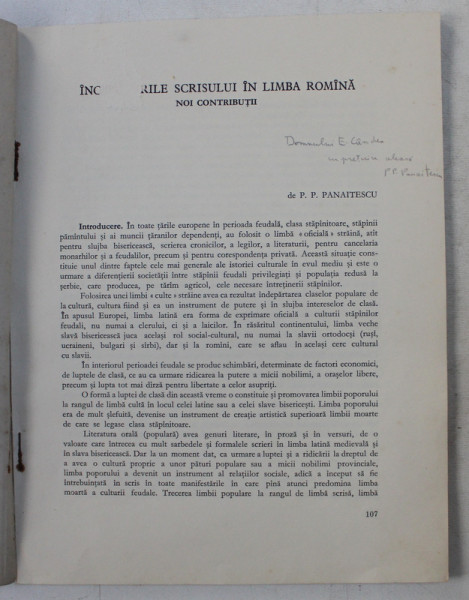 ÎNC RILE SCRISULUI ÎN LIMBA ROMÎNĂ
NOI CONTRIBUȚII
Domnului E.
P.P. Panaitescu
de P. P. PANAITESCU
Introducere. În toate țările europene în perioada feudală, clasa stăpînitoare, stăpînii
pămîntului și ai muncii țăranilor dependenți, au folosit o limbă «oficială» străină, atît
pentru slujba bisericească, scrierea cronicilor, a legilor, a literaturii, pentru cancelaria
monarhilor și a feudalilor, precum și pentru corespondența privată. Această situație con-
stituie unul dintre faptele cele mai generale ale istoriei culturale în evul mediu și este o
urmare a diferențierii societății între stăpînii feudali privilegiați și populația redusă la
șerbie, care producea, pe tărîm agricol, cele necesare întreținerii stăpînilor.
Folosirea unei limbi «culte» străine avea ca rezultat îndepărtarea claselor populare de
la cultură, cultura fiind și ea un instrument de putere și în slujba intereselor de clasă.
În apusul Europei, limba latină era forma de exprimare oficială a culturii stăpînilor
feudali, nu numai a clerului, ci și a laicilor. În răsăritul continentului, limba veche
slavă bisericească juca același rol social-cultural, nu numai la slavii ortodocși (ruși,
ucraineni, bulgari și sîrbi), dar și la romîni, care se aflau în același cerc cultural
cu slavii.
În interiorul perioadei feudale se produc schimbări, determinate de factori economici,
de luptele de clasă, ce au ca urmare ridicarea la putere a micii nobilimi, a orașelor libere,
precum și lupta tot mai dîrză pentru libertate a celor asupriți.
O formă a luptei de clasă din această vreme o constituie și promovarea limbii poporului
la rangul de limbă cultă în locul celei latine sau a celei slave bisericești. Limba poporului
era de mult șlefuită, devenise un instrument de creație artistică superioară limbii moarte
de care se legase clasa stăpînitoare.
Literatura orală (populară) avea genuri literare, în proză și în versuri, de o
valoare care întrecea cu mult sarbedele și formalele scrieri în limba latină medievală și
în slava bisericească. Dar la un moment dat, ca urmare a luptei și a ridicării la dreptul de
a avea o cultură proprie a unor pături populare sau a micii nobilimi provinciale,
limba poporului a devenit un instrument al relațiilor sociale, adică a început să fie
întrebuințată în scris în toate manifestările în care pînă atunci predomina limba
moartă a culturii feudale. Trecerea limbii populare la rangul de limbă scrisă, limbă
107